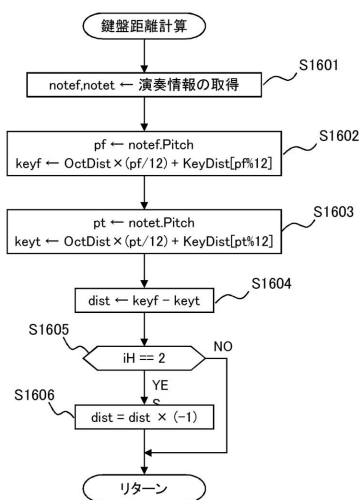 鍵盤距離計算
S1601
notef,notet ← 演奏情報の取得
S1602
pf ← notef.Pitch
keyf ← OctDist×(pf/12) + KeyDist[pf%12]
S1603
pt ← notet.Pitch
keyt ← OctDist×(pt/12) + KeyDist[pt%12]
S1604
dist ← keyf − keyt
S1605
iH == 2
NO
YE
S
S1606
dist = dist × (-1)
リターン